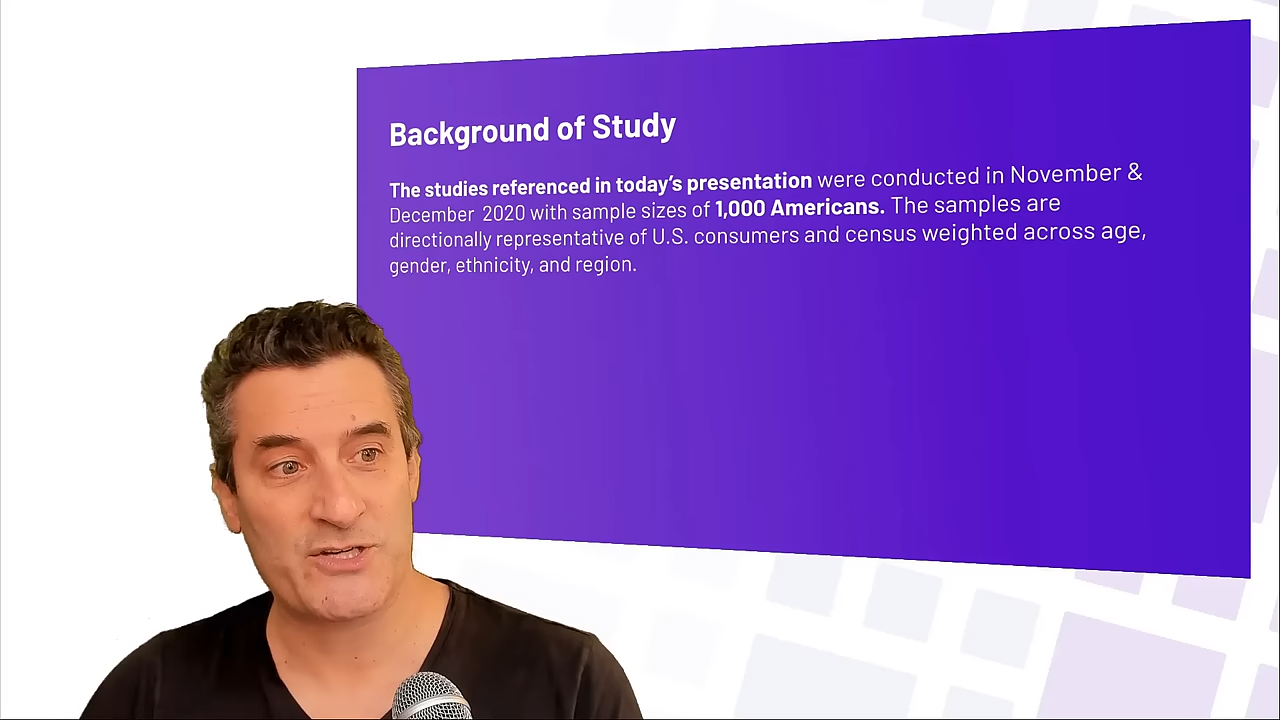 Background of Study
The studies referenced in today's presentation were conducted in November &
December 2020 with sample sizes of 1,000 Americans. The samples are
directionally representative of U.S. consumers and census weighted across age,
gender, ethnicity, and region.